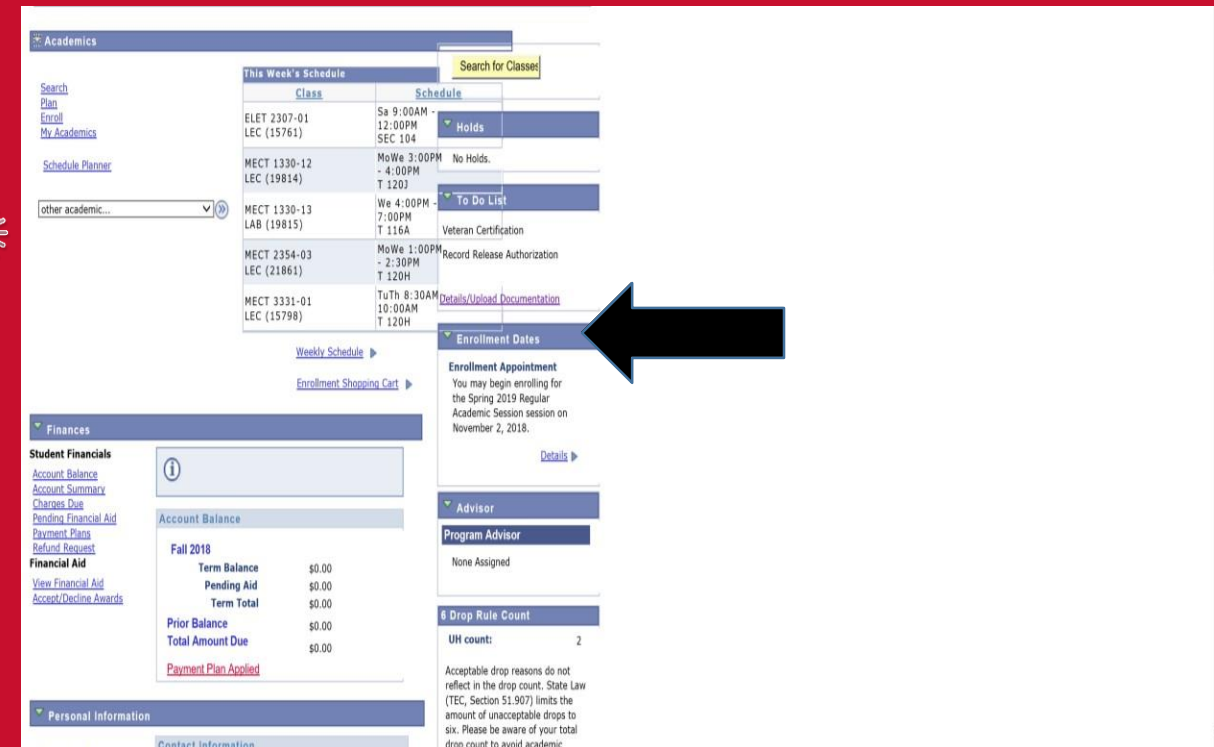 Academics
Search
Plan
Enroll
My Academics
Schedule Planner
other academic...
This Week's Schedule
Class
Schedule
ELET 2307-01
LEC (15761)
Sa 9:00AM -
12:00PM
SEC 104
MECT 1330-12
LEC (19814)
MoWe 3:00PM
- 4:00PM
T 120J
MECT 1330-13
LAB (19815)
We 4:00PM -
7:00PM
T 116A
MECT 2354-03
LEC (21861)
MoWe 1:00PM
- 2:30PM
T 120H
MECT 3331-01
LEC (15798)
TuTh 8:30AM
10:00AM
T 120H
Weekly Schedule
Enrollment Shopping Cart
Search for Classes
Holds
No Holds.
To Do List
Veteran Certification
Record Release Authorization
Details/Upload Documentation
Enrollment Dates
Enrollment Appointment
You may begin enrolling for
the Spring 2019 Regular
Academic Session session on
November 2, 2018.
Details
Finances
Student Financials
Account Balance
Account Summary
Charges Due
Pending Financial Aid
Payment Plans
Refund Request
Financial Aid
View Financial Aid
Accept/Decline Awards
Account Balance
Fall 2018
Term Balance $0.00
Pending Aid $0.00
Term Total $0.00
Prior Balance $0.00
Total Amount Due $0.00
Payment Plan Applied
Advisor
Program Advisor
None Assigned
6 Drop Rule Count
UH count: 2
Acceptable drop reasons do not
reflect in the drop count. State Law
(TEC, Section 51.907) limits the
amount of unacceptable drops to
six. Please be aware of your total
drop count to avoid academic
Personal Information
Contact Information